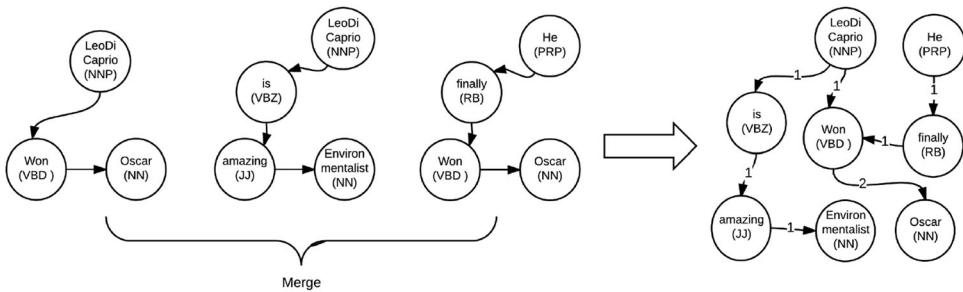 LeoDi
Caprio
(NNP)
Won
(VBD )
Oscar
(NN)
LeoDi
Caprio
(NNP)
is
(VBZ)
amazing
(JJ)
Environ
mentalist
(NN)
He
(PRP)
finally
(RB)
Won
(VBD )
Oscar
(NN)
Merge
LeoDi
Caprio
(NNP)
He
(PRP)
1
1
1
is
(VBZ)
Won
(VBD )
1
finally
(RB)
1
2
amazing
(JJ)
1
Environ
mentalist
(NN)
Oscar
(NN)